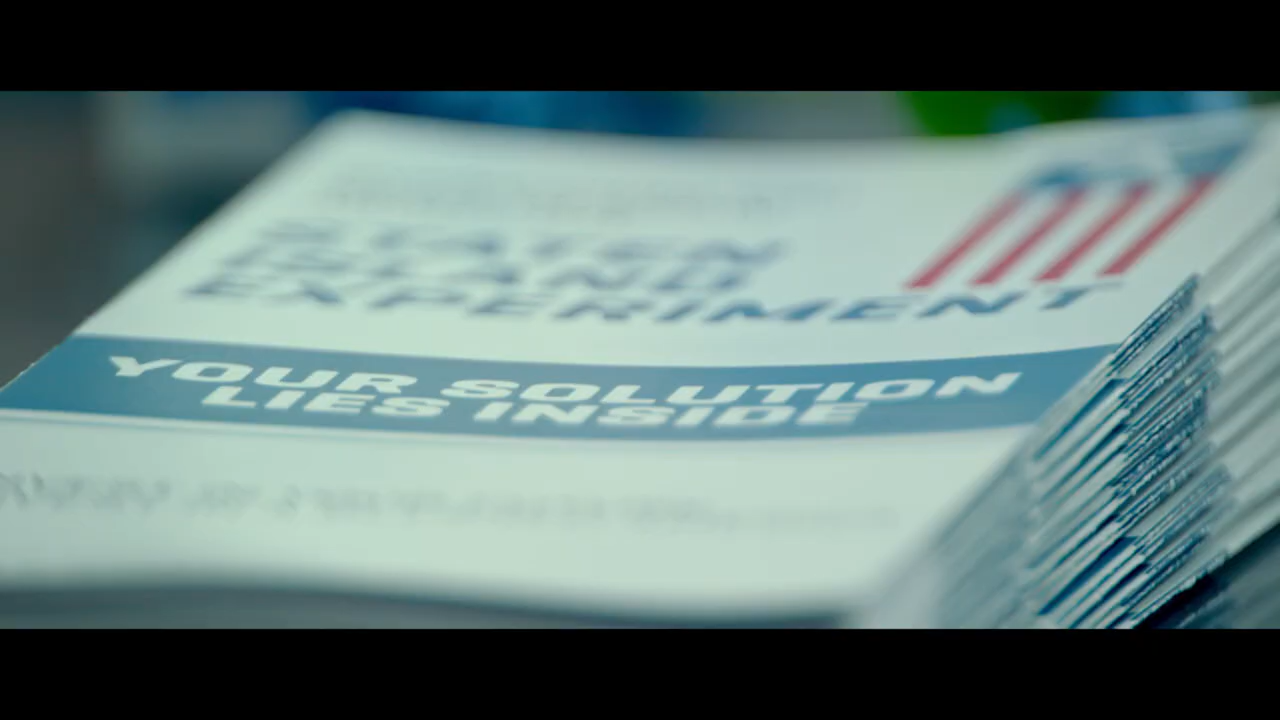 STATEN
ISLAND
EXPERIMENT
YOUR SOLUTION
LIES INSIDE